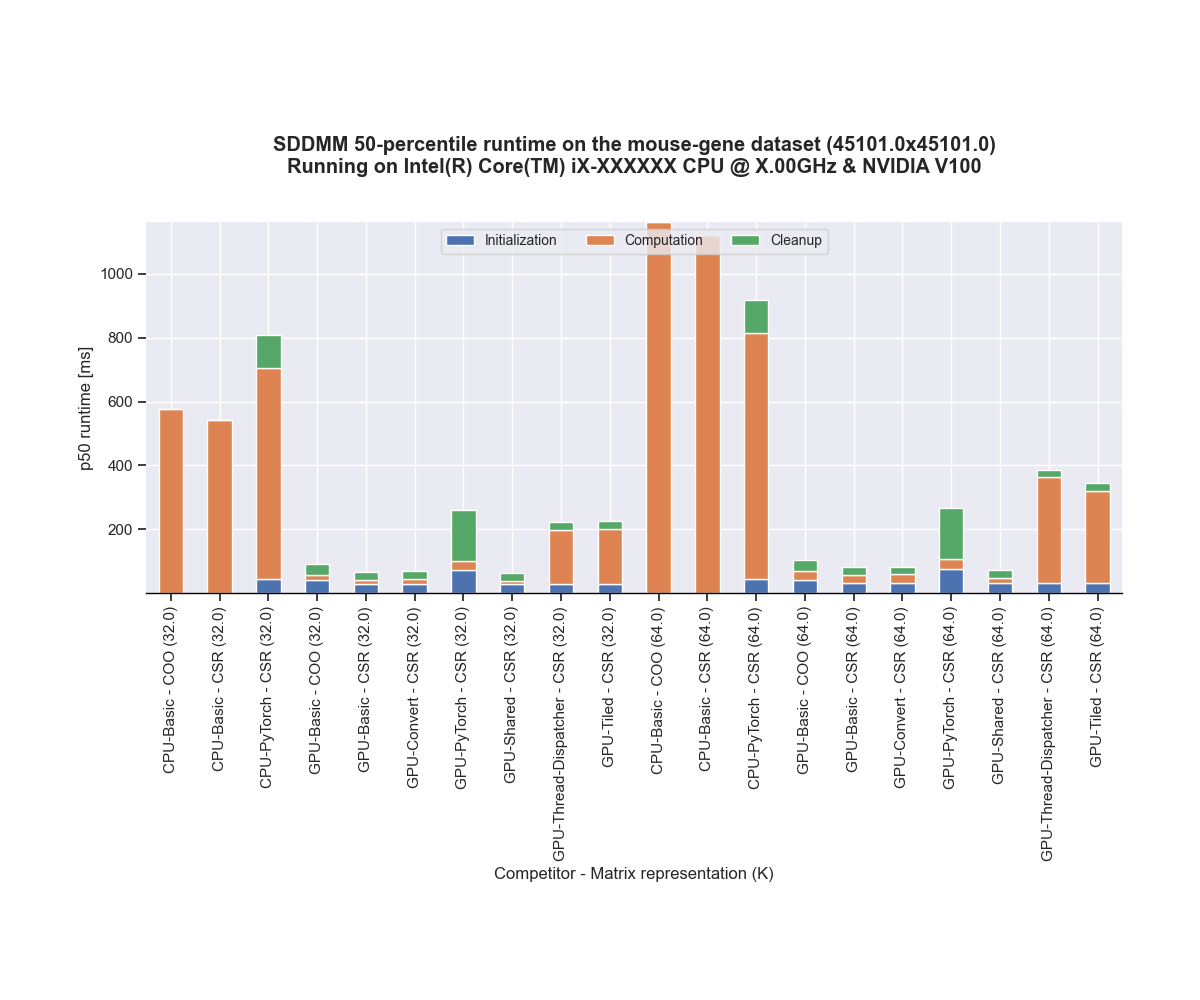 SDDMM 50-percentile runtime on the mouse-gene dataset (45101.0x45101.0)
Running on Intel(R) Core(TM) iX-XXXXXX CPU @ X.00GHz & NVIDIA V100
Initialization
Computation
Cleanup
1000
800
600
400
200
p50 runtime [ms]
CPU-Basic - COO (32.0)
CPU-Basic - CSR (32.0)
CPU-PyTorch - CSR (32.0)
GPU-Basic - COO (32.0)
GPU-Basic - CSR (32.0)
GPU-Convert - CSR (32.0)
GPU-PyTorch - CSR (32.0)
GPU-Shared - CSR (32.0)
GPU-Thread-Dispatcher - CSR (32.0)
GPU-Tiled - CSR (32.0)
CPU-Basic - COO (64.0)
CPU-Basic - CSR (64.0)
CPU-PyTorch - CSR (64.0)
GPU-Basic - COO (64.0)
GPU-Basic - CSR (64.0)
GPU-Convert - CSR (64.0)
GPU-PyTorch - CSR (64.0)
GPU-Shared - CSR (64.0)
GPU-Thread-Dispatcher - CSR (64.0)
GPU-Tiled - CSR (64.0)
Competitor - Matrix representation (K)